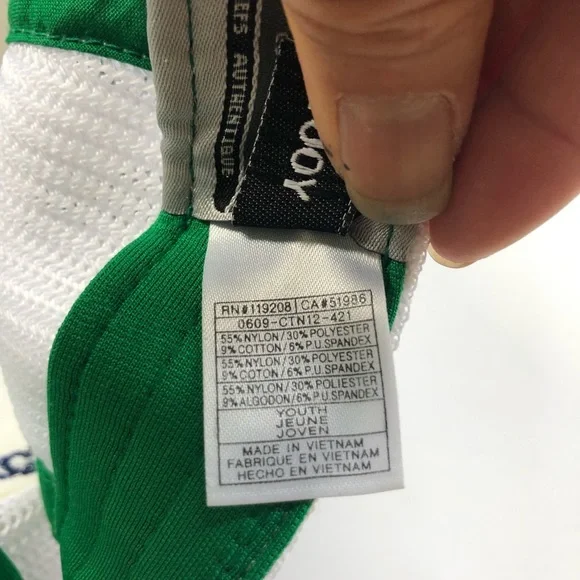 EES AUTHENTIQUE
RN#119208 CA#51986
0609-CTN12-421
55%NYLON/30%POLYESTER
9%COTTON/6%P.U.SPANDEX
55%NYLON/30%POLYESTER
9%COTON/6%P.U.SPANDEX
55%NYLON/30%POLIESTER
9%ALGODON/6%P.U.SPANDEX
YOUTH
JEUNE
JOVEN
MADE IN VIETNAM
FABRIQUE EN VIETNAM
HECHO EN VIETNAM